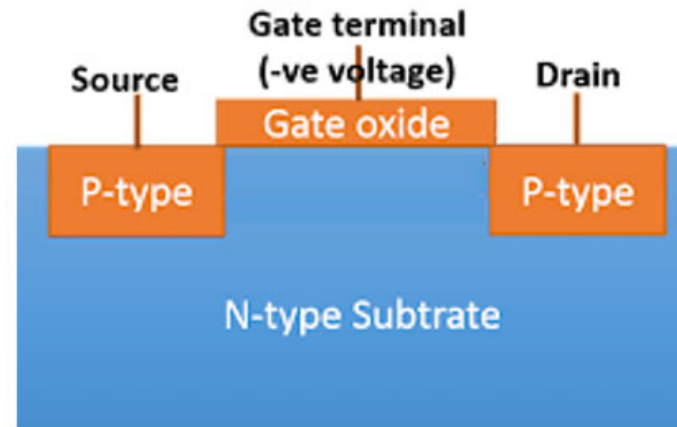 Gate terminal
(-ve voltage)
Source
Drain
Gate oxide
P-type
P-type
N-type Subtrate